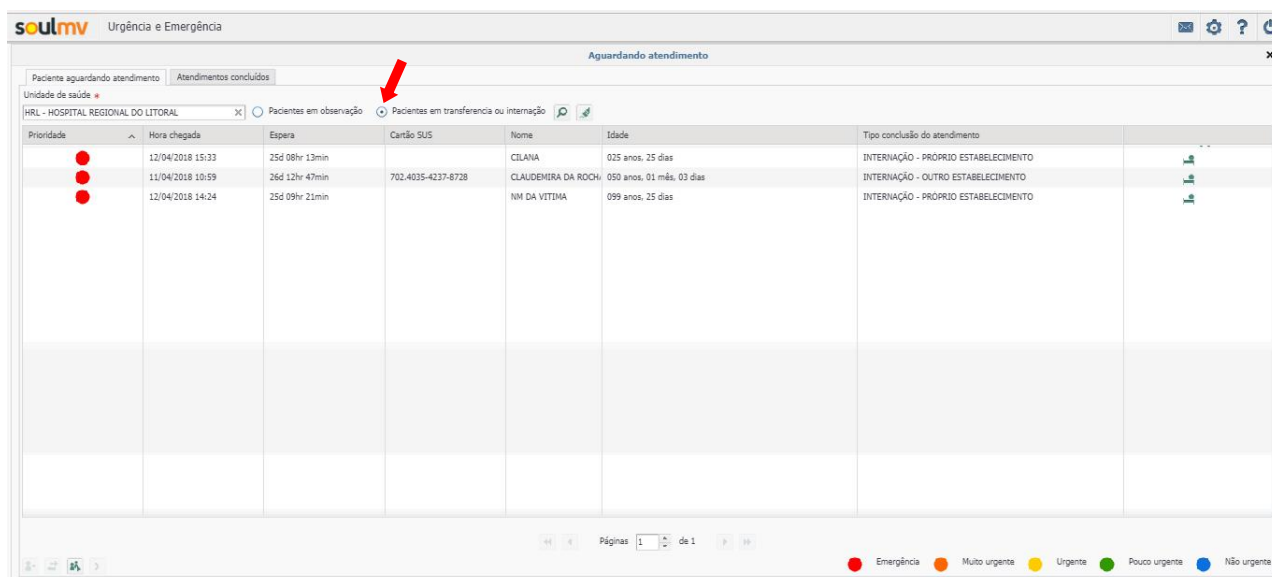 soulmv Urgência e Emergência ?
Aguardando atendimento x
Paciente aguardando atendimento Atendimentos concluídos
Unidade de saúde *
HRL - HOSPITAL REGIONAL DO LITORAL x Pacientes em observação Pacientes em transferencia ou internação
Prioridade Hora chegada Espera Cartão SUS Nome Idade Tipo conclusão do atendimento
12/04/2018 15:33 25d 08hr 13min CILANA 025 anos, 25 dias INTERNAÇÃO - PRÓPRIO ESTABELECIMENTO
11/04/2018 10:59 26d 12hr 47min 702.4035-4237-8728 CLAUDEMIRA DA ROCH 050 anos, 01 mês, 03 dias INTERNAÇÃO - OUTRO ESTABELECIMENTO
12/04/2018 14:24 25d 09hr 21min NM DA VITIMA 099 anos, 25 dias INTERNAÇÃO - PRÓPRIO ESTABELECIMENTO
Páginas 1 de 1
Emergência Muito urgente Urgente Pouco urgente Não urgente